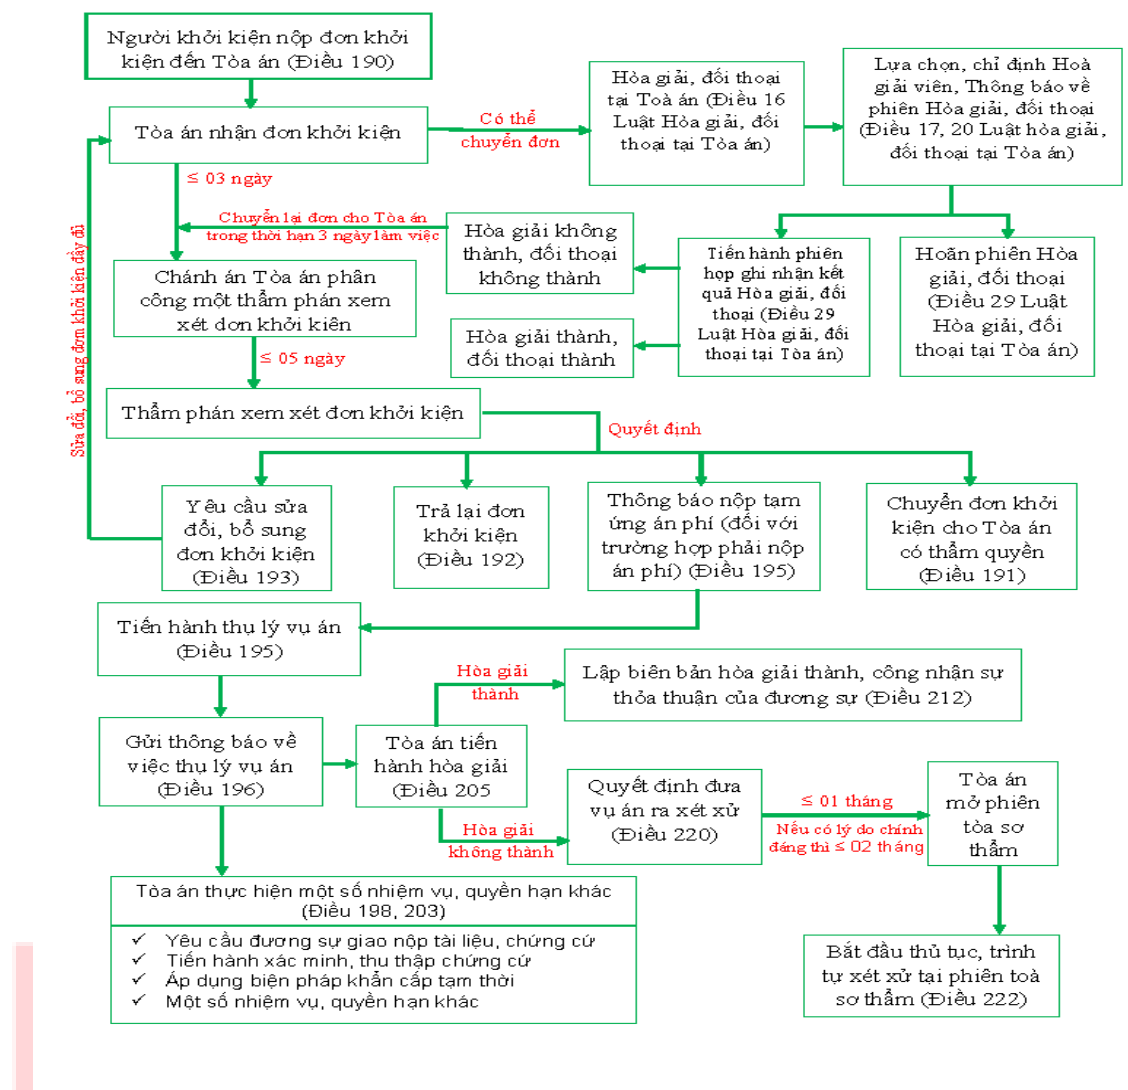 Người khởi kiện nộp đơn khởi
kiện đến Tòa án (Điều 190)
Tòa án nhận đơn khởi kiện
Có thể
chuyển đơn
Hòa giải, đối thoại
tại Toà án (Điều 16
Luật Hòa giải, đối
thoại tại Tòa án)
Lựa chọn, chỉ định Hoà
giải viên, Thông báo về
phiên Hòa giải, đối thoại
(Điều 17, 20 Luật hòa giải,
đối thoại tại Tòa án)
≤ 03 ngày
Chuyển lại đơn cho Tòa án
trong thời hạn 3 ngày làm việc
Hòa giải không
thành, đối thoại
không thành
Tiến hành phiên
họp ghi nhận kết
quả Hòa giải, đối
thoại (Điều 29
Luật Hòa giải, đối
thoại tại Tòa án)
Hoãn phiên Hòa
giải, đối thoại
(Điều 29 Luật
Hòa giải, đối
thoại tại Tòa án)
Chánh án Tòa án phân
công một thẩm phán xem
xét dơn khởi kiên
Hòa giải thành,
đối thoại thành
≤ 05 ngày
Sửa đổi, bổ sung đơn khởi kiện đầy đủ
Thẩm phán xem xét đơn khởi kiện
Quyết định
Yêu cầu sửa
đổi, bổ sung
đơn khởi kiện
(Điều 193)
Trả lại đơn
khởi kiện
(Điều 192)
Thông báo nộp tạm
ứng án phí (đối với
trường hợp phải nộp
án phí) (Điều 195)
Chuyển đơn khởi
kiện cho Tòa án
có thẩm quyền
(Điều 191)
Tiến hành thụ lý vụ án
(Điều 195)
Hòa giải
thành
Lập biên bản hòa giải thành, công nhận sự
thỏa thuận của đương sự (Điều 212)
Gửi thông báo về
việc thụ lý vụ án
(Điều 196)
Tòa án tiến
hành hòa giải
(Điều 205
Hòa giải
không thành
Quyết định đưa
vụ án ra xét xử
(Điều 220)
≤ 01 tháng
Nếu có lý do chính
đáng thì ≤ 02 tháng
Tòa án
mở phiên
tòa sơ
thẩm
Tòa án thực hiện một số nhiệm vụ, quyền hạn khác
(Điều 198, 203)
✓ Yêu cầu đương sự giao nộp tài liệu, chứng cứ
✓ Tiến hành xác minh, thu thập chứng cứ
✓ Áp dụng biện pháp khẩn cấp tạm thời
✓ Một số nhiệm vụ, quyền hạn khác
Bắt đầu thủ tục, trình
tự xét xử tại phiên toà
sơ thẩm (Điều 222)